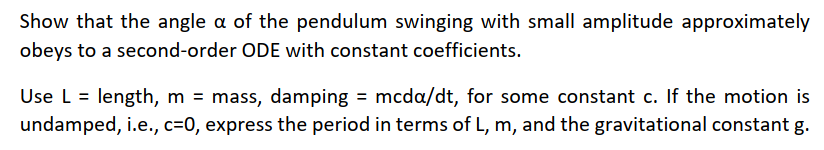 Show that the angle α of the pendulum swinging with small amplitude approximately
obeys to a second-order ODE with constant coefficients.
Use L = length, m = mass, damping = mcdα/dt, for some constant c. If the motion is
undamped, i.e., c=0, express the period in terms of L, m, and the gravitational constant g.